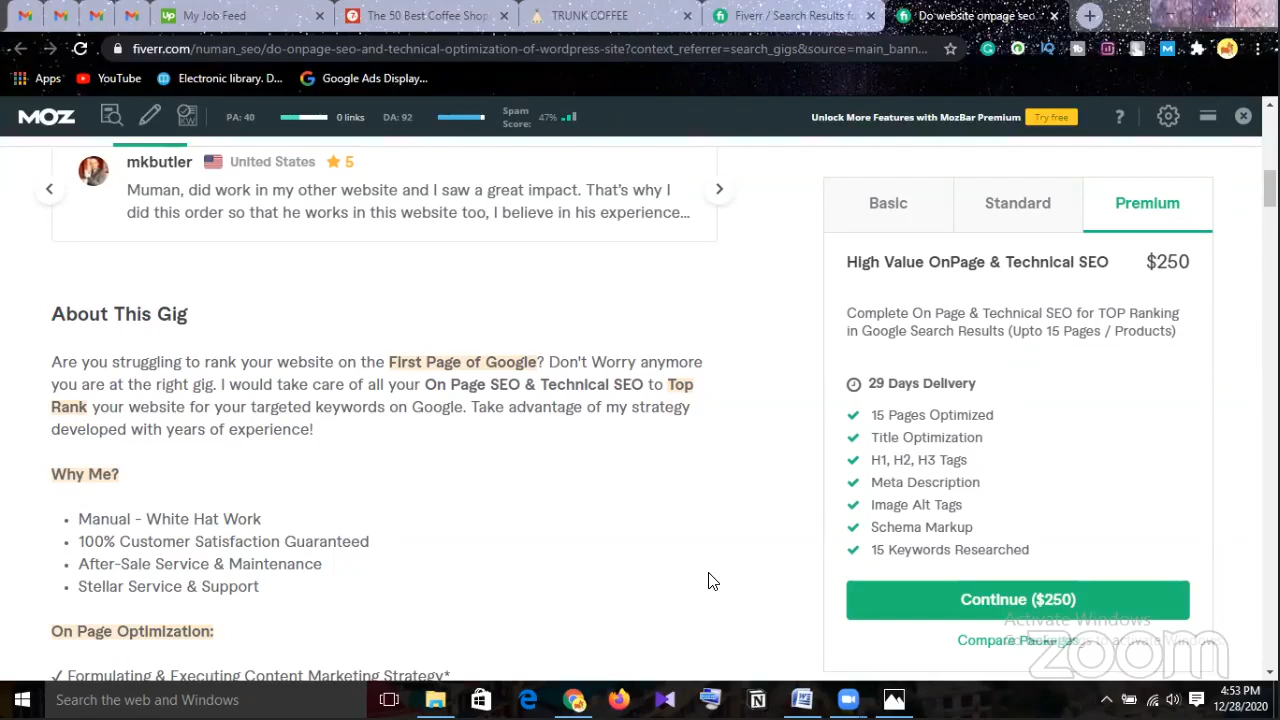 My Job Feed
The 50 Best Coffee Shop
TRUNK COFFEE
Fiverr / Search Results fo
Do website onpage seo
fiverr.com/human_seo/do-onpage-seo-and-technical-optimization-of-wordpress-site?context_referrer=search_gigs&source=main_bann...
Apps
YouTube
Electronic library. D...
Google Ads Display...
MOZ
PA: 40
0 links
DA: 92
Spam Score: 47%
Unlock More Features with MozBar Premium
Try free
mkbutler United States 5
Muman, did work in my other website and I saw a great impact. That's why I
did this order so that he works in this website too, I believe in his experience...
About This Gig
Are you struggling to rank your website on the First Page of Google? Don't Worry anymore
you are at the right gig. I would take care of all your On Page SEO & Technical SEO to Top
Rank your website for your targeted keywords on Google. Take advantage of my strategy
developed with years of experience!
Why Me?
• Manual - White Hat Work
• 100% Customer Satisfaction Guaranteed
• After-Sale Service & Maintenance
• Stellar Service & Support
On Page Optimization:
✓ Formulating & Executing Content Marketing Strategy*
Basic
Standard
Premium
High Value OnPage & Technical SEO $250
Complete On Page & Technical SEO for TOP Ranking
in Google Search Results (Upto 15 Pages / Products)
29 Days Delivery
15 Pages Optimized
Title Optimization
H1, H2, H3 Tags
Meta Description
Image Alt Tags
Schema Markup
15 Keywords Researched
Continue ($250)
Activate Windows
Compare Packages
to activate Windows.
zoom
Search the web and Windows
4:53 PM
12/28/2020